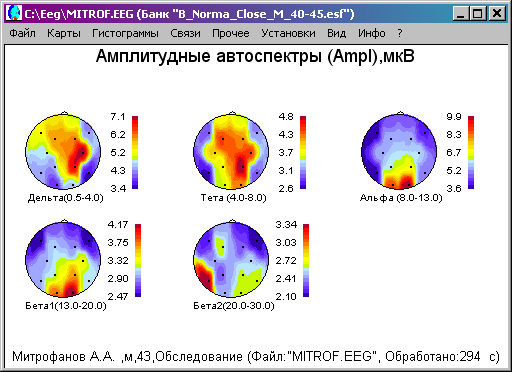 C:\Eeg\MITROF.EEG (Банк "B_Norma_Close_M_40-45.esf")
Файл Карты Гистограммы Связи Прочее Установки Вид Инфо ?
Амплитудные автоспектры (Ampl),мкВ
7.1
6.2
5.2
4.3
3.4
Дельта(0.5-4.0)
4.8
4.3
3.7
3.1
2.6
Тета (4.0-8.0)
9.9
8.3
6.8
5.2
3.6
Альфа (8.0-13.0)
4.17
3.75
3.32
2.90
2.47
Бета1(13.0-20.0)
3.34
3.03
2.72
2.41
2.10
Бета2(20.0-30.0)
Митрофанов А.А. ,м,43,Обследование (Файл:"MITROF.EEG", Обработано:294 с)